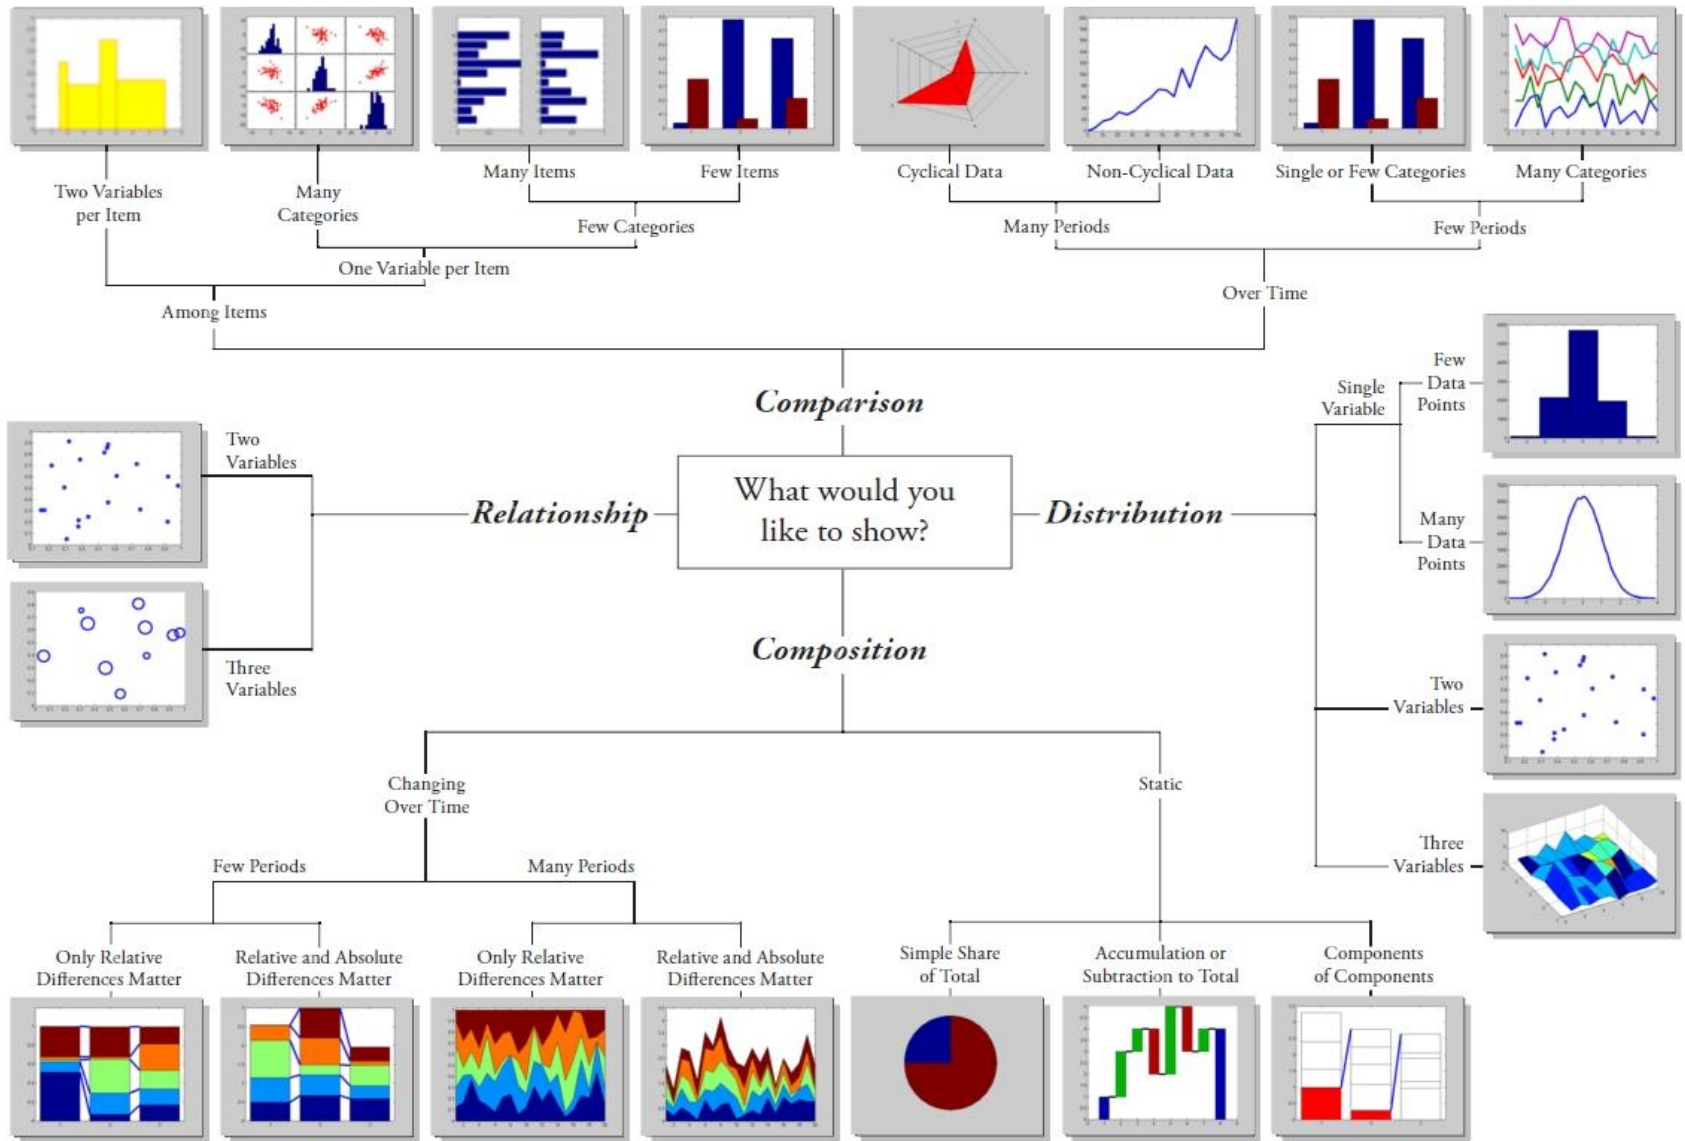 Two Variables
per Item
Many
Categories
Many Items
Few Items
Cyclical Data
Non-Cyclical Data
Single or Few Categories
Many Categories
Few Categories
Many Periods
Few Periods
One Variable per Item
Over Time
Among Items
Comparison
Single
Variable
Few
Data
Points
Two
Variables
Relationship
What would you
like to show?
Distribution
Many
Data
Points
Three
Variables
Composition
Two
Variables
Changing
Over Time
Static
Three
Variables
Few Periods
Many Periods
Only Relative
Differences Matter
Relative and Absolute
Differences Matter
Only Relative
Differences Matter
Relative and Absolute
Differences Matter
Simple Share
of Total
Accumulation or
Subtraction to Total
Components
of Components